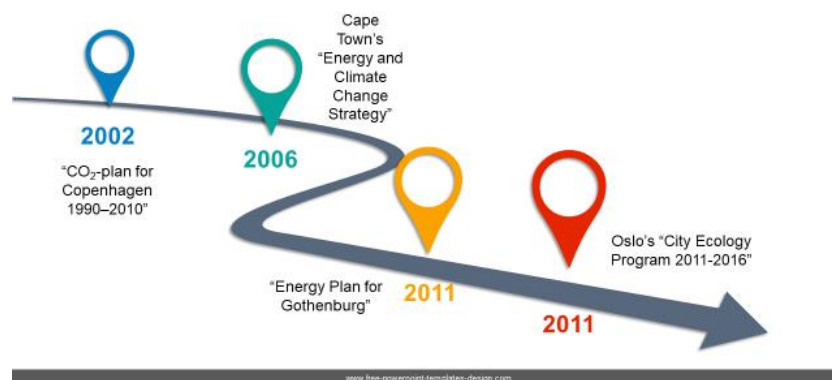 2002
“CO₂-plan for
Copenhagen
1990–2010”
Cape
Town’s
“Energy and
Climate
Change
Strategy”
2006
“Energy Plan for
Gothenburg”
2011
Oslo’s “City Ecology
Program 2011-2016”
2011
www.free-powerpoint-templates-design.com